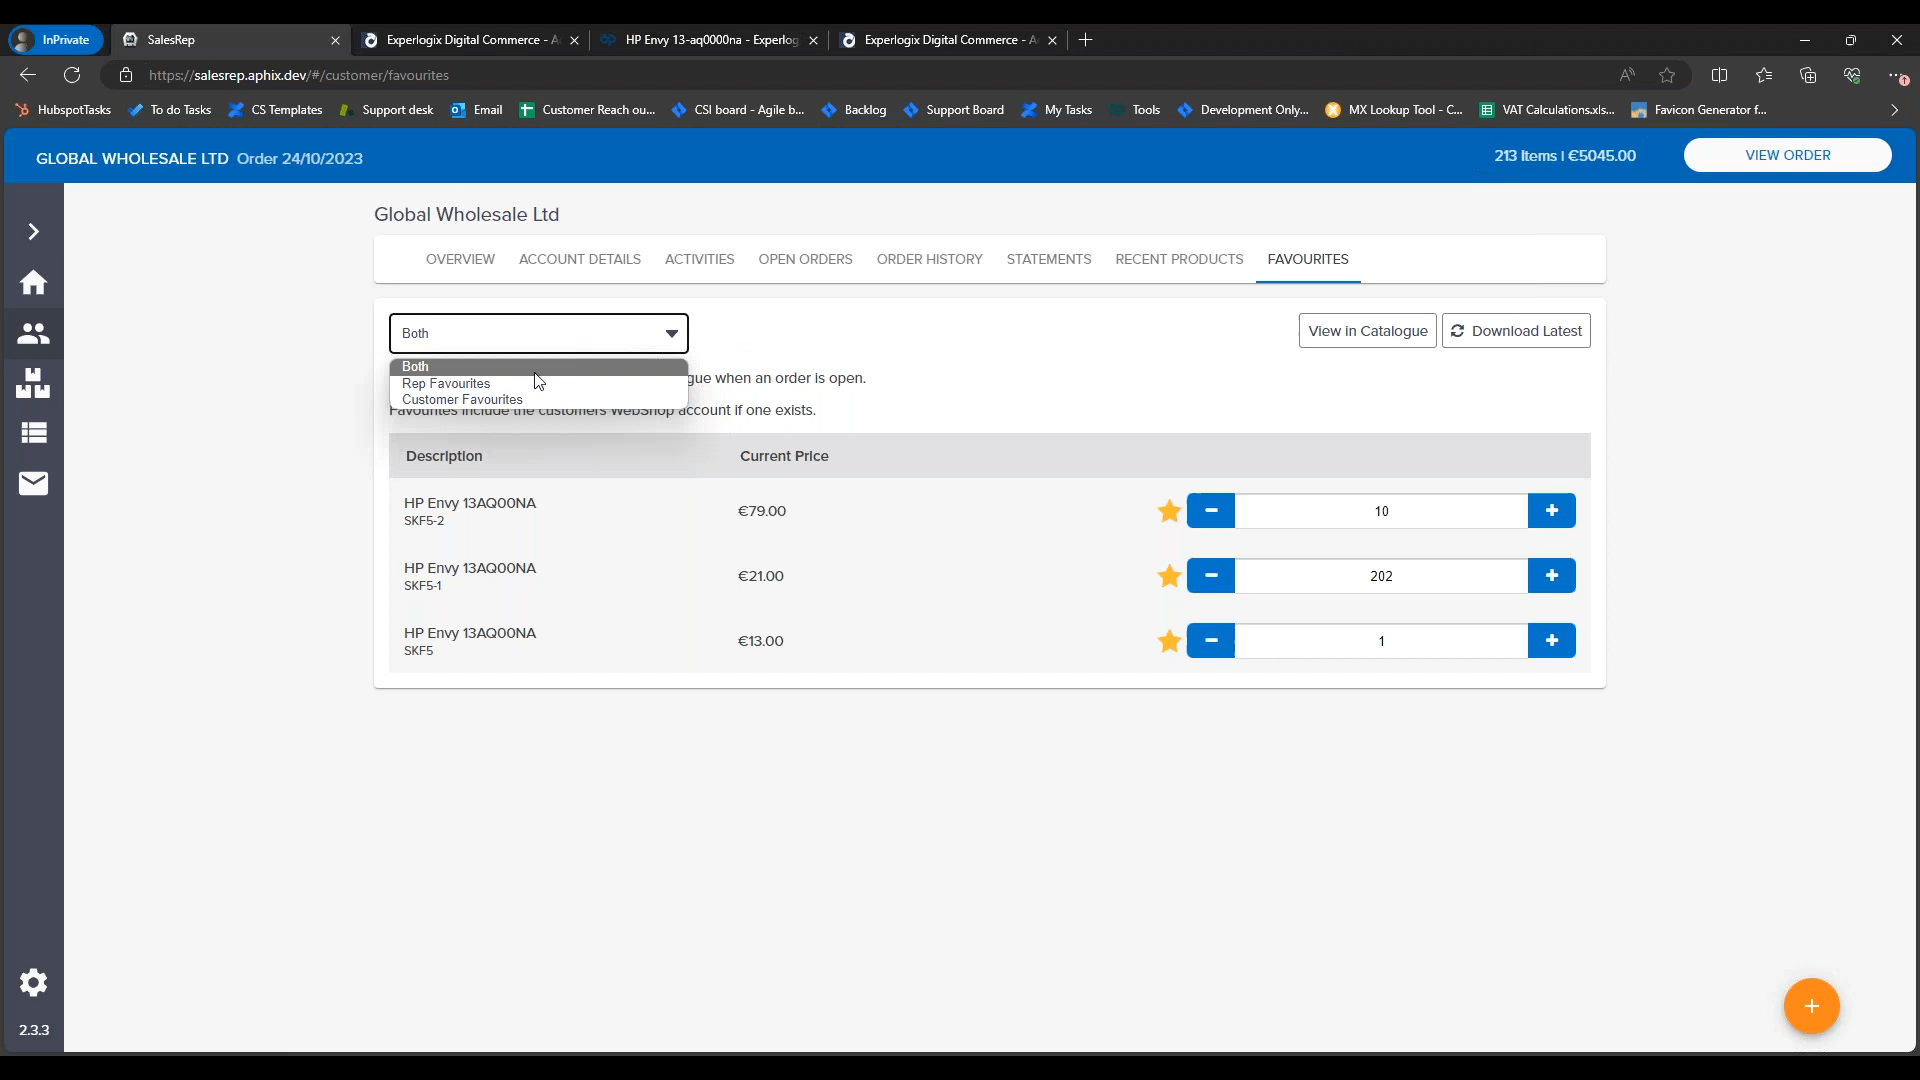 InPrivate
SalesRep
Experlogix Digital Commerce - A
HP Envy 13-aq0000na - Experlog
Experlogix Digital Commerce - A
https://salesrep.aphix.dev/#/customer/favourites
HubspotTasks
To do Tasks
CS Templates
Support desk
Email
Customer Reach ou...
CSI board - Agile b...
Backlog
Support Board
My Tasks
Tools
Development Only...
MX Lookup Tool - C...
VAT Calculations.xls...
Favicon Generator f...
GLOBAL WHOLESALE LTD Order 24/10/2023
213 Items | €5045.00
VIEW ORDER
Global Wholesale Ltd
OVERVIEW
ACCOUNT DETAILS
ACTIVITIES
OPEN ORDERS
ORDER HISTORY
STATEMENTS
RECENT PRODUCTS
FAVOURITES
Both
View in Catalogue
Download Latest
Both
Rep Favourites
Customer Favourites
gue when an order is open.
Favourites include the customers WebShop account if one exists.
Description
Current Price
HP Envy 13AQ00NA
SKF5-2
€79.00
10
HP Envy 13AQ00NA
SKF5-1
€21.00
202
HP Envy 13AQ00NA
SKF5
€13.00
1
2.3.3